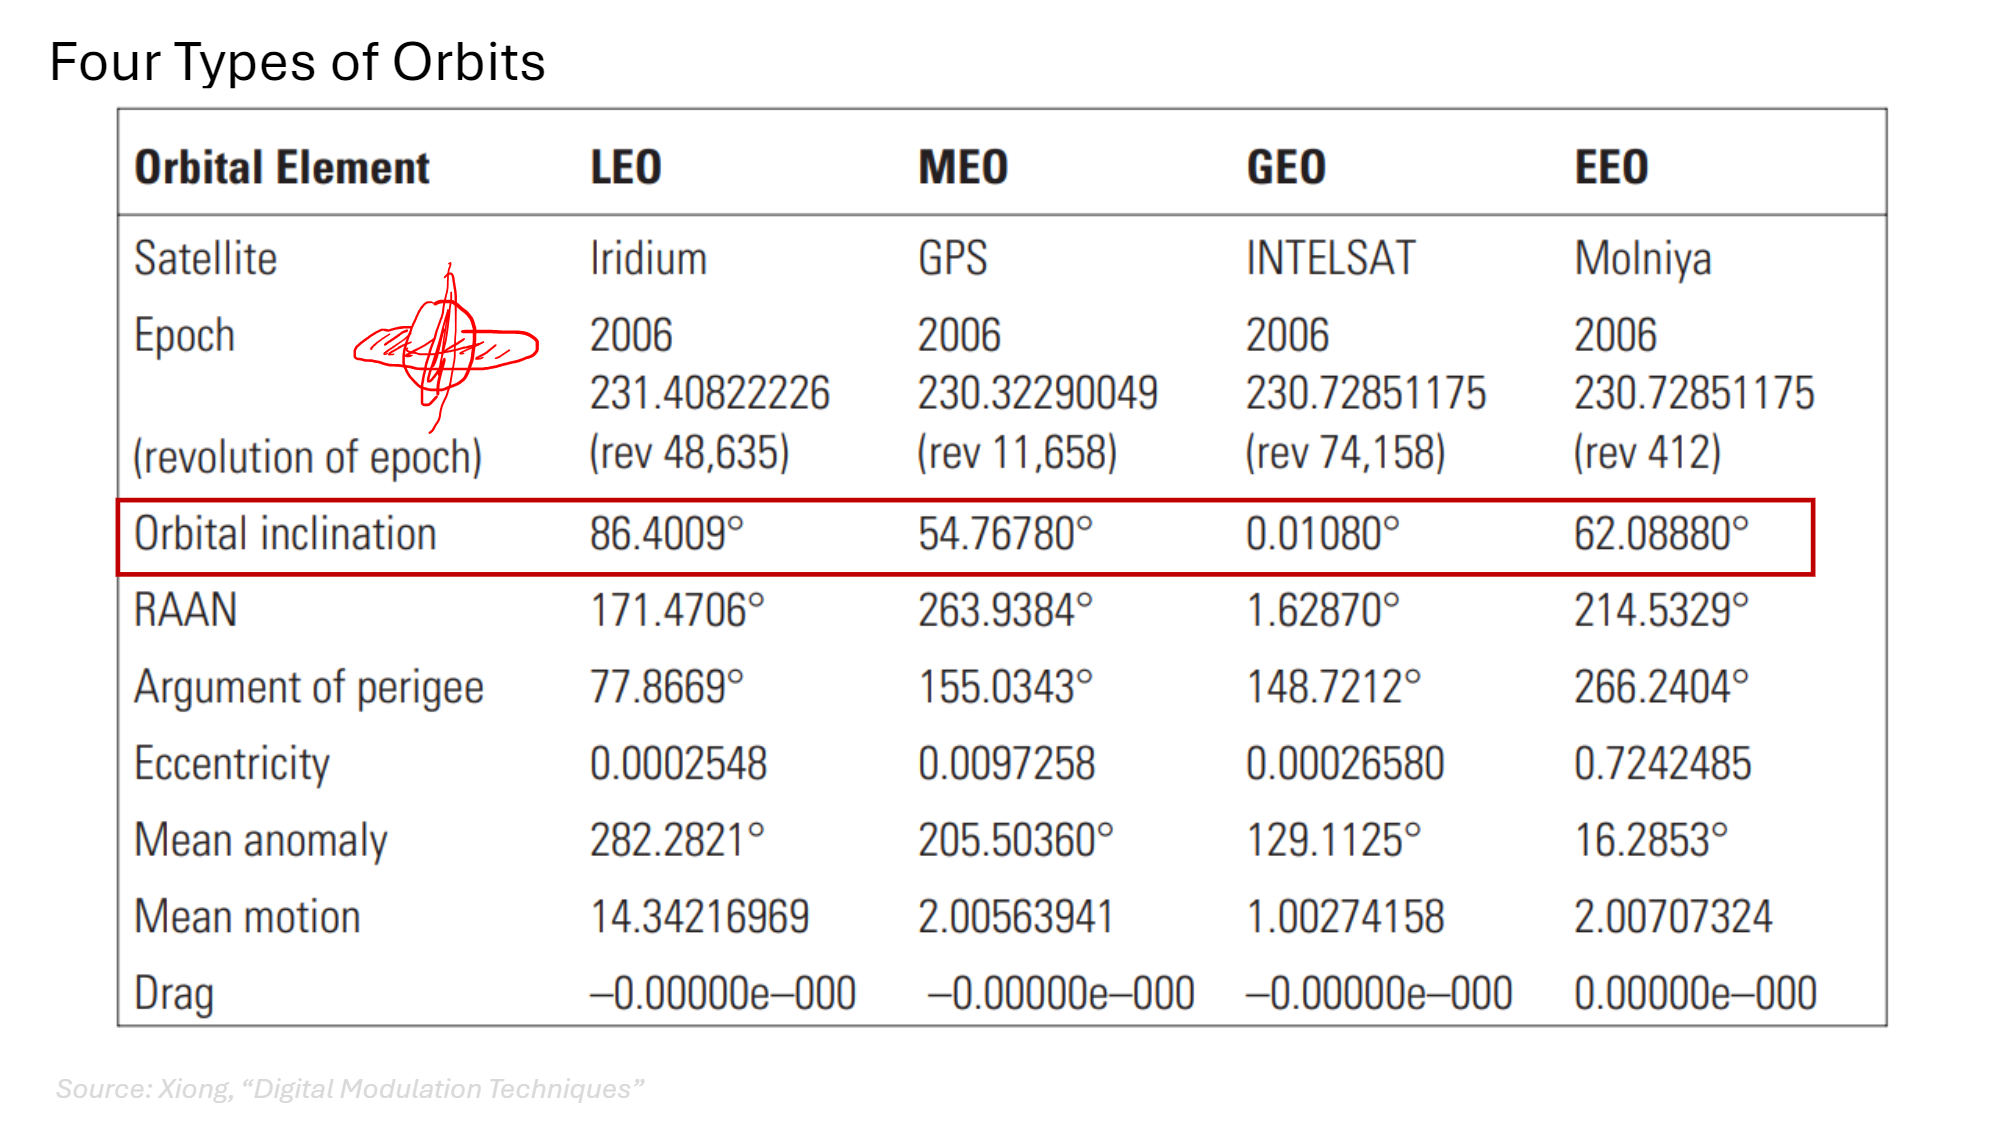 Four Types of Orbits
Orbital Element LEO MEO GEO EEO
Satellite Iridium GPS INTELSAT Molniya
Epoch 2006 2006 2006 2006
231.40822226 230.32290049 230.72851175 230.72851175
(revolution of epoch) (rev 48,635) (rev 11,658) (rev 74,158) (rev 412)
Orbital inclination 86.4009° 54.76780° 0.01080° 62.08880°
RAAN 171.4706° 263.9384° 1.62870° 214.5329°
Argument of perigee 77.8669° 155.0343° 148.7212° 266.2404°
Eccentricity 0.0002548 0.0097258 0.00026580 0.7242485
Mean anomaly 282.2821° 205.50360° 129.1125° 16.2853°
Mean motion 14.34216969 2.00563941 1.00274158 2.00707324
Drag –0.00000e–000 –0.00000e–000 –0.00000e–000 0.00000e–000
Source: Xiong, “Digital Modulation Techniques”